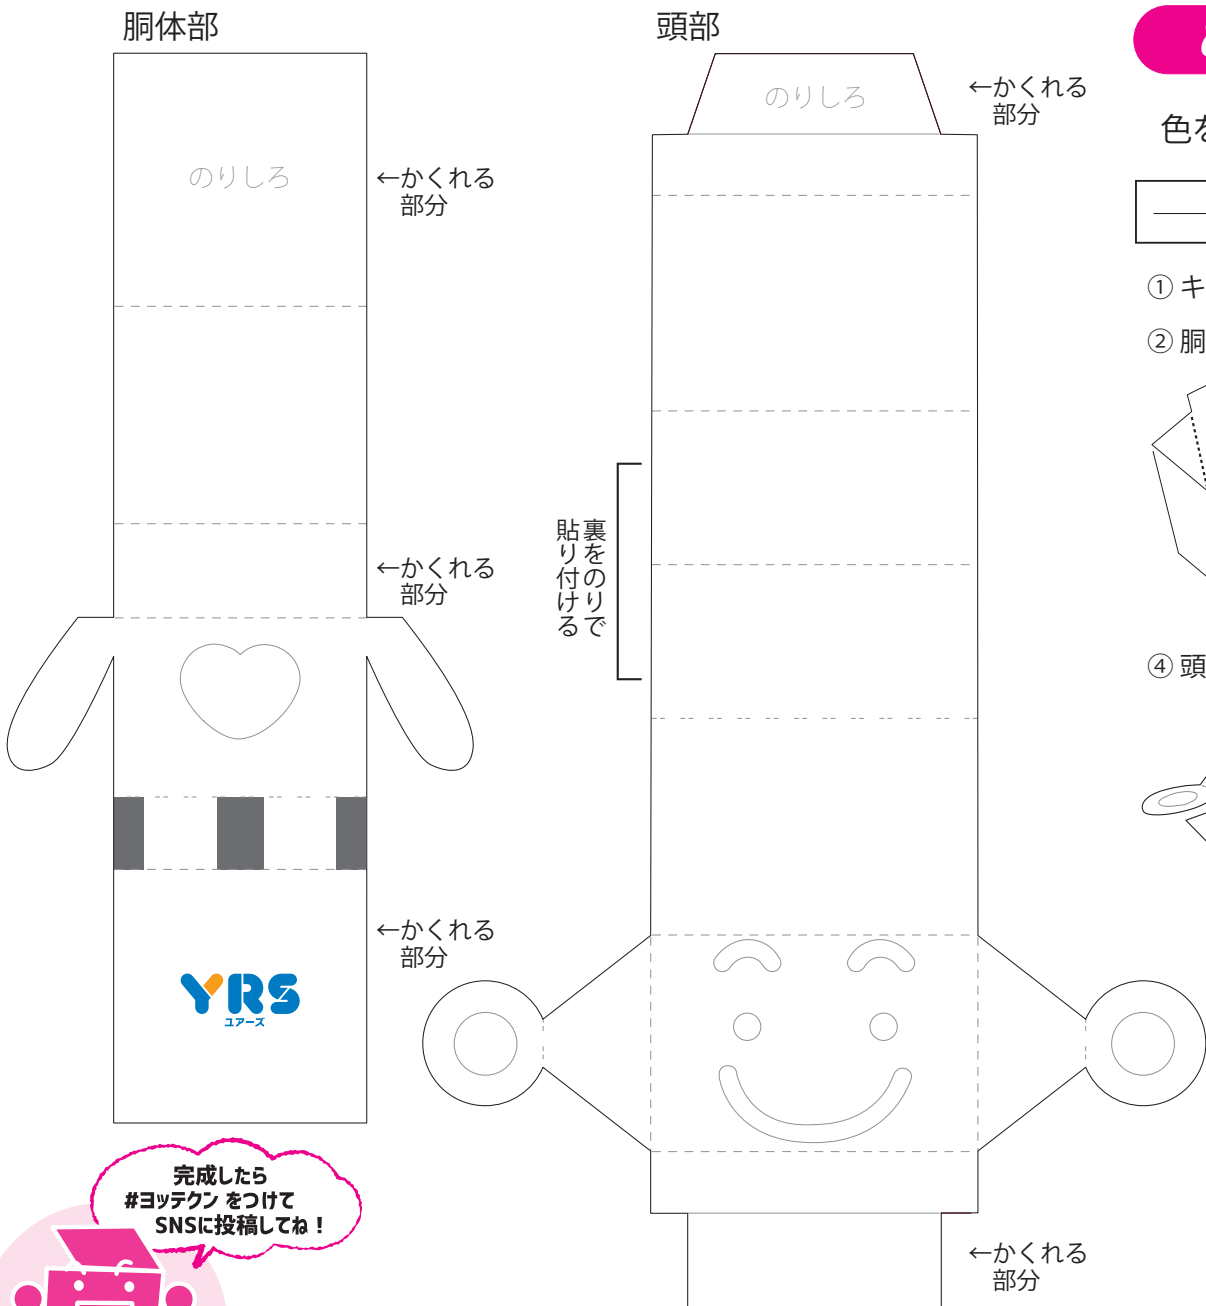 胴体部
のりしろ
←かくれる
部分
←かくれる
部分
←かくれる
部分
YRS
ユアーズ
頭部
のりしろ
←かくれる
部分
裏をのりで
貼り付ける
←かくれる
部分
色を
① キ
② 胴
④ 頭
完成したら
#ヨッテクン をつけて
SNSに投稿してね！